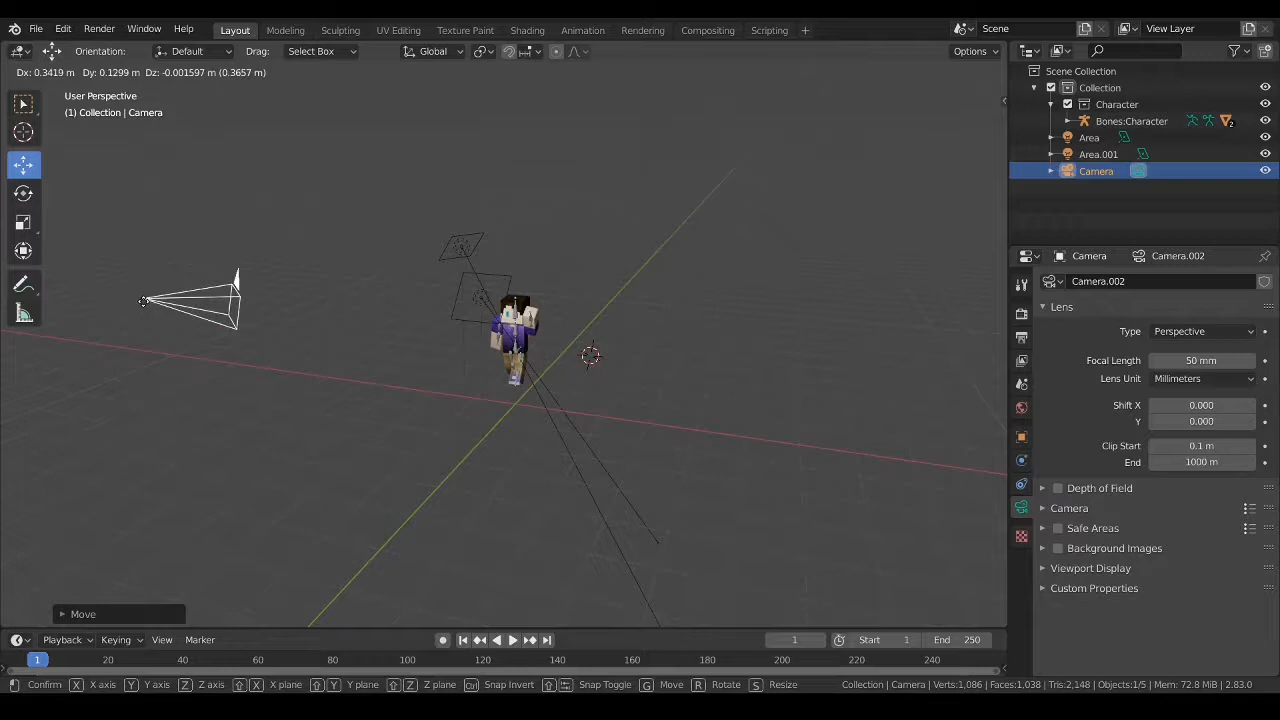 File Edit Render Window Help Layout Modeling Sculpting UV Editing Texture Paint Shading Animation Rendering Compositing Scripting + Scene View Layer
Orientation: Default Drag: Select Box Global Options
Dx: 0.3419 m Dy: 0.1299 m Dz: -0.001597 m (0.3657 m)
User Perspective
(1) Collection | Camera
Scene Collection
Collection
Character
Bones:Character 2
Area
Area.001
Camera
Camera Camera.002
Camera.002
Lens
Type Perspective
Focal Length 50 mm
Lens Unit Millimeters
Shift X 0.000
Y 0.000
Clip Start 0.1 m
End 1000 m
Depth of Field
Camera
Safe Areas
Background Images
Viewport Display
Custom Properties
Move
Playback Keying View Marker 1 Start 1 End 250
1 20 40 60 80 100 120 140 160 180 200 220 240
Confirm X X axis Y Y axis Z Z axis X X plane Y Y plane Z Z plane Ctrl Snap Invert Snap Toggle G Move R Rotate S Resize Collection | Camera | Verts:1,086 | Faces:1,038 | Tris:2,148 | Objects:1/5 | Mem: 72.8 MiB | 2.83.0